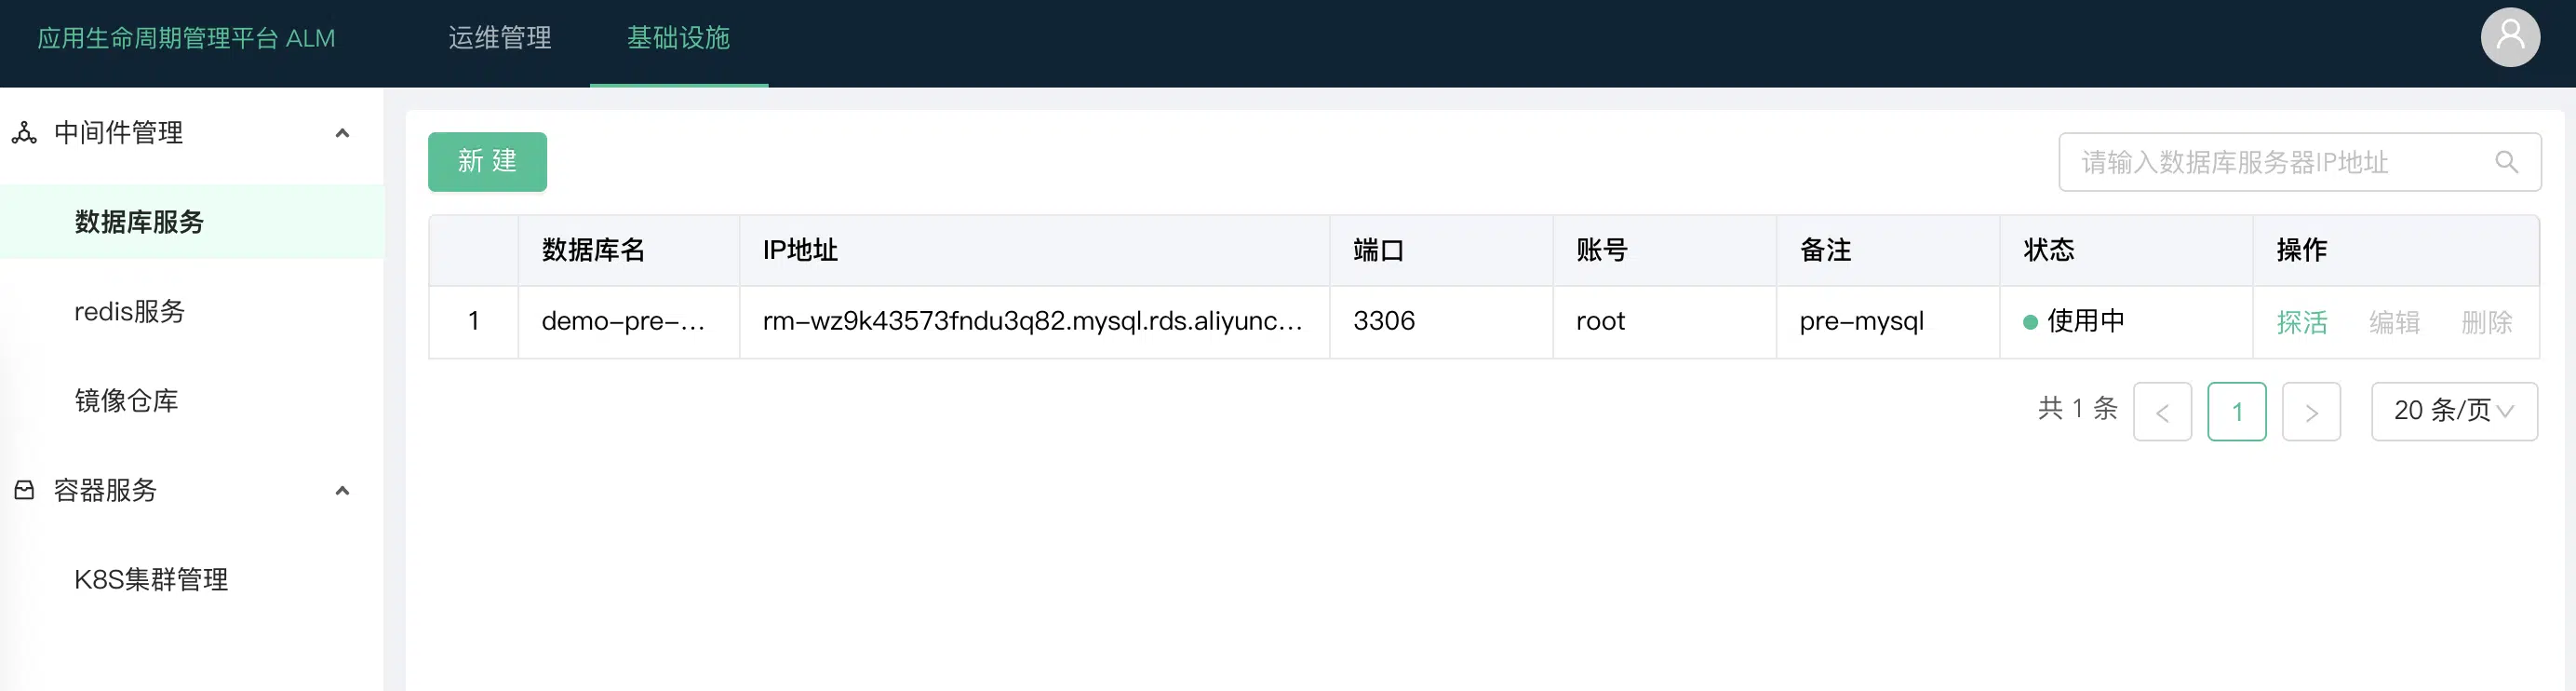 应用生命周期管理平台 ALM 运维管理 基础设施
中间件管理
数据库服务
redis服务
镜像仓库
容器服务
K8S集群管理
新 建 请输入数据库服务器IP地址
数据库名 IP地址 端口 账号 备注 状态 操作
1 demo-pre-... rm-wz9k43573fndu3q82.mysql.rds.aliyunc... 3306 root pre-mysql 使用中 探活 编辑 删除
共 1 条 < 1 > 20 条/页